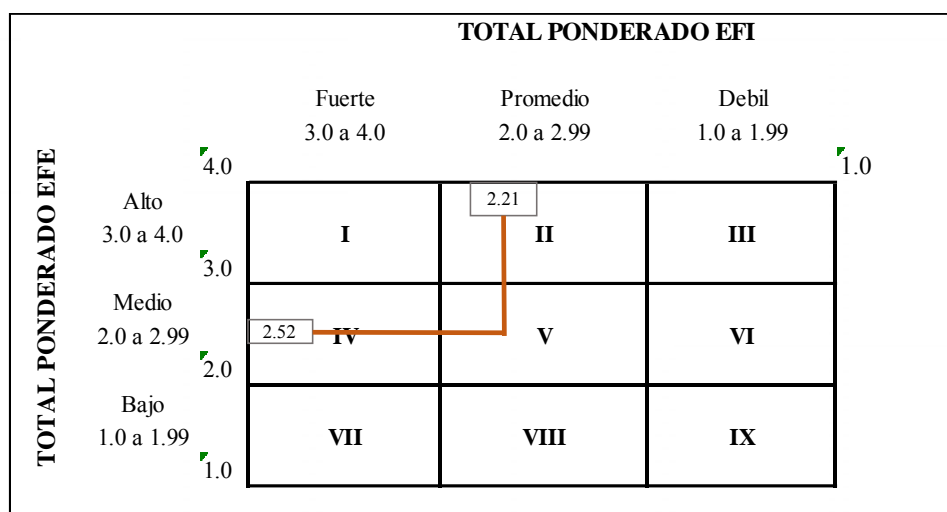 TOTAL PONDERADO EFI
Fuerte Promedio Debil
3.0 a 4.0 2.0 a 2.99 1.0 a 1.99
TOTAL PONDERADO EFE
4.0 1.0
Alto
3.0 a 4.0
2.21
I II III
3.0
Medio
2.0 a 2.99
2.52
IV V VI
2.0
Bajo
1.0 a 1.99
VII VIII IX
1.0